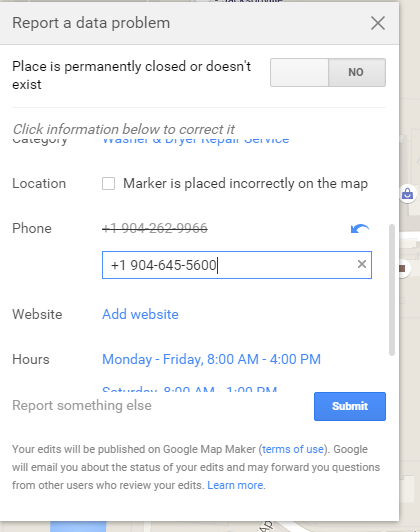 Jacksonville
Report a data problem
Place is permanently closed or doesn't
exist
NO
Click information below to correct it
Category Washer & Dryer Repair Service
Location Marker is placed incorrectly on the map
Phone +1 904-262-9966
+1 904-645-5600
Website Add website
Hours Monday - Friday, 8:00 AM - 4:00 PM
Saturday, 8:00 AM - 1:00 PM
Report something else Submit
Your edits will be published on Google Map Maker (terms of use). Google
will email you about the status of your edits and may forward you questions
from other users who review your edits. Learn more.